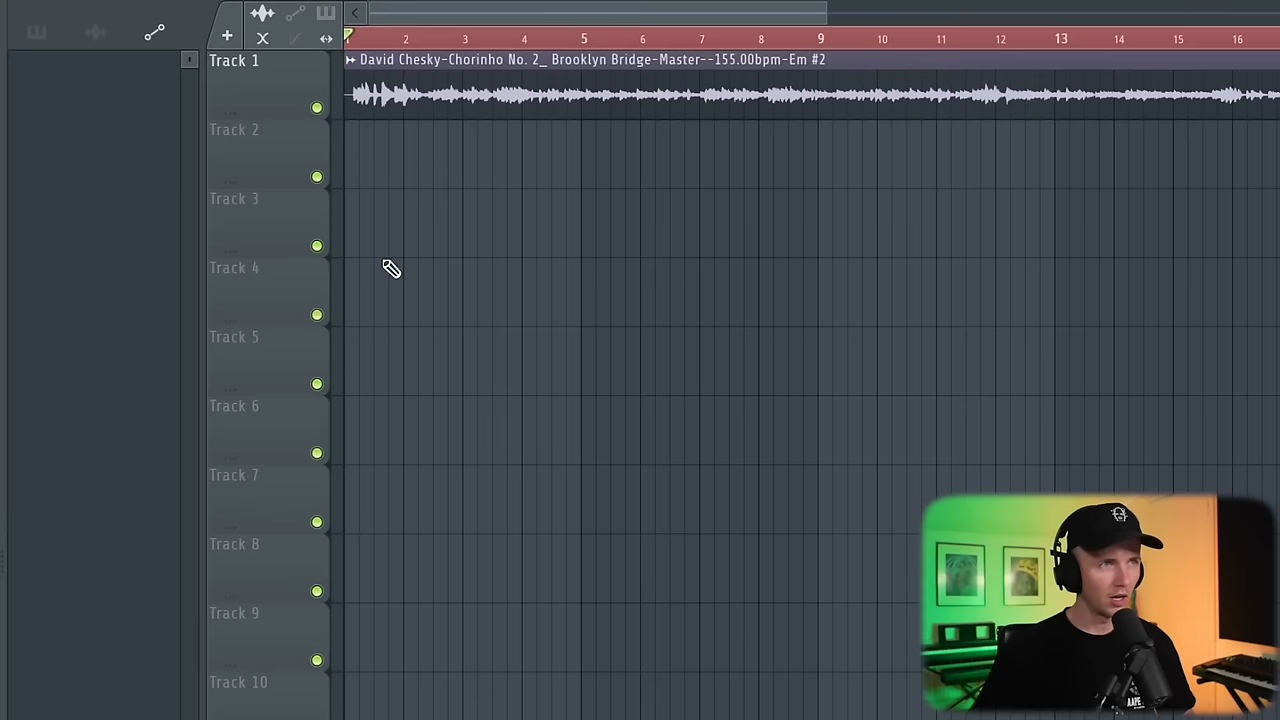 2 3 4 5 6 7 8 9 10 11 12 13 14 15 16
Track 1
David Chesky-Chorinho No. 2_ Brooklyn Bridge-Master--155.00bpm-Em #2
Track 2
Track 3
Track 4
Track 5
Track 6
Track 7
Track 8
Track 9
Track 10